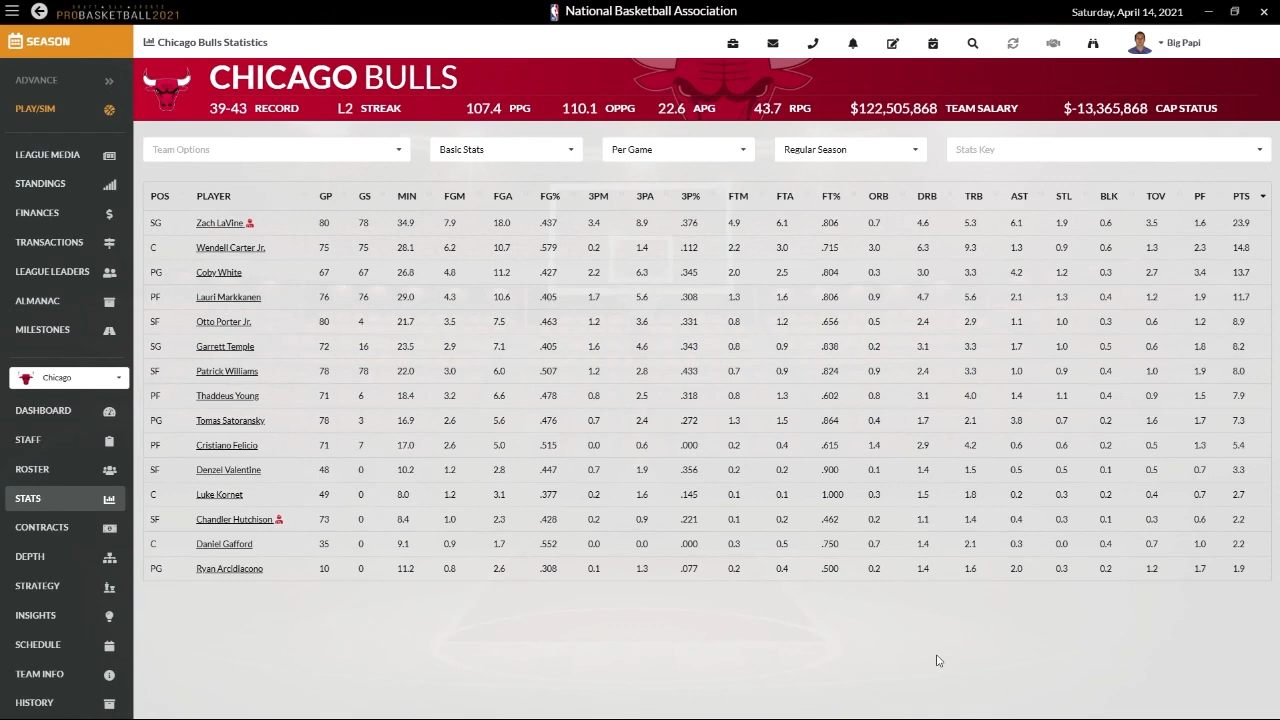 DRAFT DAY SPORTS
PROBASKETBALL2021
National Basketball Association
Saturday, April 14, 2021
SEASON
Chicago Bulls Statistics
Big Papi
ADVANCE
PLAY/SIM
LEAGUE MEDIA
STANDINGS
FINANCES
TRANSACTIONS
LEAGUE LEADERS
ALMANAC
MILESTONES
Chicago
DASHBOARD
STAFF
ROSTER
STATS
CONTRACTS
DEPTH
STRATEGY
INSIGHTS
SCHEDULE
TEAM INFO
HISTORY
CHICAGO BULLS
39-43 RECORD L2 STREAK 107.4 PPG 110.1 OPPG 22.6 APG 43.7 RPG $122,505,868 TEAM SALARY $-13,365,868 CAP STATUS
Team Options Basic Stats Per Game Regular Season Stats Key
POS PLAYER GP GS MIN FGM FGA FG% 3PM 3PA 3P% FTM FTA FT% ORB DRB TRB AST STL BLK TOV PF PTS
SG Zach LaVine 80 78 34.9 7.9 18.0 .437 3.4 8.9 .376 4.9 6.1 .806 0.7 4.6 5.3 6.1 1.9 0.6 3.5 1.6 23.9
C Wendell Carter Jr. 75 75 28.1 6.2 10.7 .579 0.2 1.4 .112 2.2 3.0 .715 3.0 6.3 9.3 1.3 0.9 0.6 1.3 2.3 14.8
PG Coby White 67 67 26.8 4.8 11.2 .427 2.2 6.3 .345 2.0 2.5 .804 0.3 3.0 3.3 4.2 1.2 0.3 2.7 3.4 13.7
PF Lauri Markkanen 76 76 29.0 4.3 10.6 .405 1.7 5.6 .308 1.3 1.6 .806 0.9 4.7 5.6 2.1 1.3 0.4 1.2 1.9 11.7
SF Otto Porter Jr. 80 4 21.7 3.5 7.5 .463 1.2 3.6 .331 0.8 1.2 .656 0.5 2.4 2.9 1.1 1.0 0.3 0.6 1.2 8.9
SG Garrett Temple 72 16 23.5 2.9 7.1 .405 1.6 4.6 .343 0.8 0.9 .838 0.2 3.1 3.3 1.7 1.0 0.5 0.6 1.8 8.2
SF Patrick Williams 78 78 22.0 3.0 6.0 .507 1.2 2.8 .433 0.7 0.9 .824 0.9 2.4 3.3 1.0 0.9 0.4 1.0 1.9 8.0
PF Thaddeus Young 71 6 18.4 3.2 6.6 .478 0.8 2.5 .318 0.8 1.3 .602 0.8 3.1 4.0 1.4 1.1 0.4 0.9 1.5 7.9
PG Tomas Satoransky 78 3 16.9 2.6 5.6 .476 0.7 2.4 .272 1.3 1.5 .864 0.4 1.7 2.1 3.8 0.7 0.2 1.6 1.7 7.3
PF Cristiano Felicio 71 7 17.0 2.6 5.0 .515 0.0 0.6 .000 0.2 0.4 .615 1.4 2.9 4.2 0.6 0.6 0.2 0.5 1.3 5.4
SF Denzel Valentine 48 0 10.2 1.2 2.8 .447 0.7 1.9 .356 0.2 0.2 .900 0.1 1.4 1.5 0.5 0.5 0.1 0.5 0.7 3.3
C Luke Kornet 49 0 8.0 1.2 3.1 .377 0.2 1.6 .145 0.1 0.1 1.000 0.3 1.5 1.8 0.2 0.3 0.2 0.4 0.7 2.7
SF Chandler Hutchison 73 0 8.4 1.0 2.3 .428 0.2 0.9 .221 0.1 0.2 .462 0.2 1.1 1.4 0.4 0.3 0.1 0.3 0.6 2.2
C Daniel Gafford 35 0 9.1 0.9 1.7 .552 0.0 0.0 .000 0.3 0.5 .750 0.7 1.4 2.1 0.3 0.0 0.4 0.7 1.0 2.2
PG Ryan Arcidiacono 10 0 11.2 0.8 2.6 .308 0.1 1.3 .077 0.2 0.4 .500 0.2 1.4 1.6 2.0 0.3 0.2 1.2 1.7 1.9